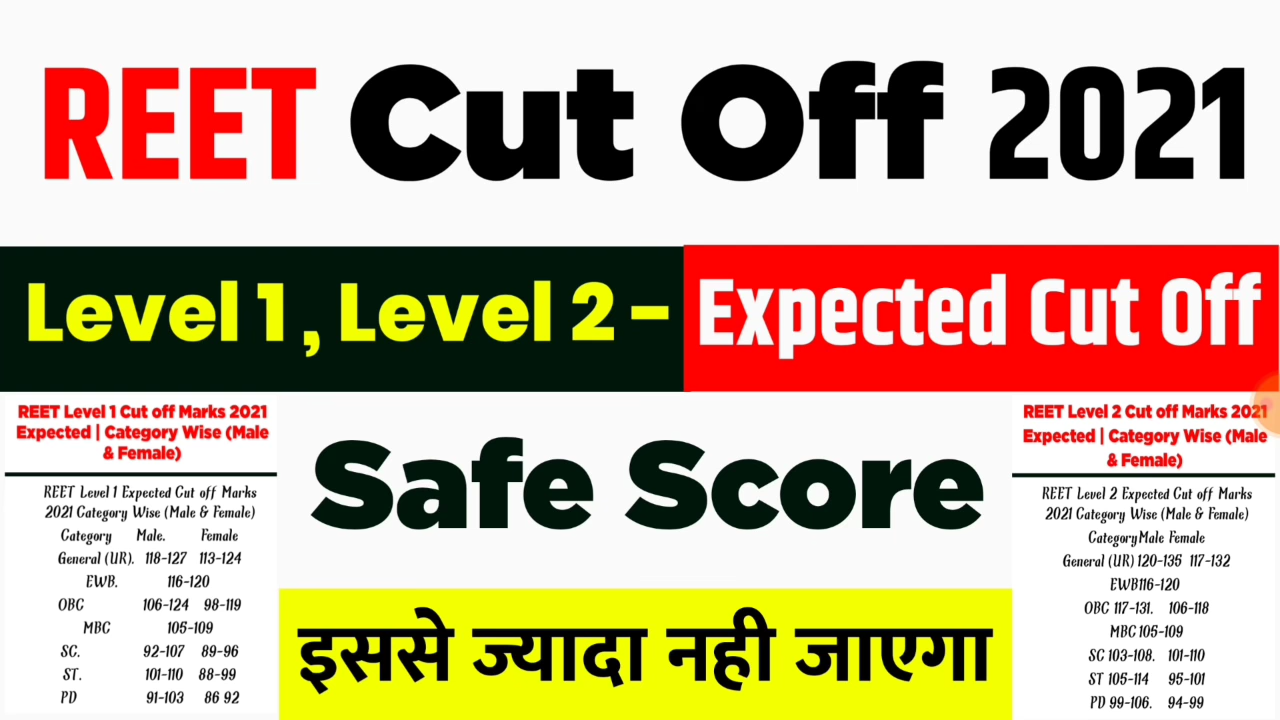 REET Cut Off 2021
Level 1 , Level 2 – Expected Cut Off
REET Level 1 Cut off Marks 2021
Expected | Category Wise (Male
& Female)
REET Level 1 Expected Cut off Marks
2021 Category Wise (Male & Female)
Category Male. Female
General (UR). 118-127 113-124
EWB. 116-120
OBC 106-124 98-119
MBC 105-109
SC. 92-107 89-96
ST. 101-110 88-99
PD 91-103 86 92
Safe Score
इससे ज्यादा नही जाएगा
REET Level 2 Cut off Marks 2021
Expected | Category Wise (Male
& Female)
REET Level 2 Expected Cut off Marks
2021 Category Wise (Male & Female)
CategoryMale Female
General (UR) 120-135 117-132
EWB116-120
OBC 117-131. 106-118
MBC 105-109
SC 103-108. 101-110
ST 105-114 95-101
PD 99-106. 94-99